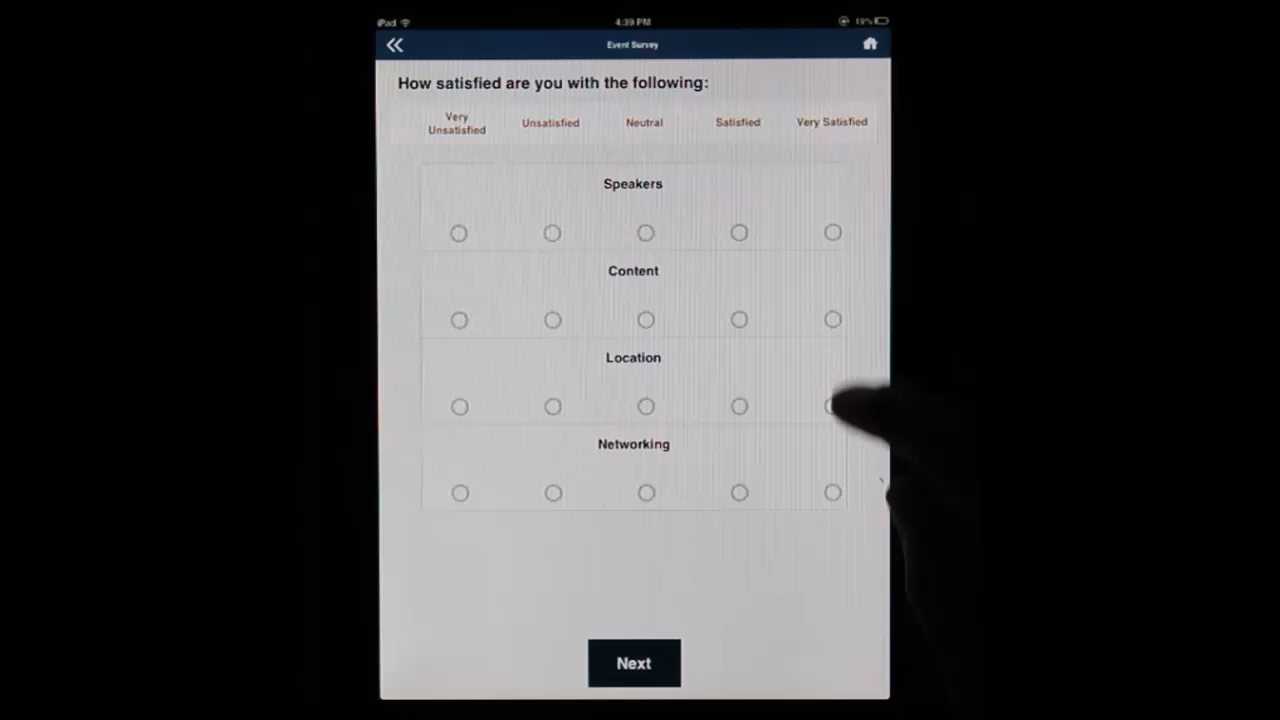 iPad 4:39 PM 19%
Event Survey
How satisfied are you with the following:
Very Unsatisfied Unsatisfied Neutral Satisfied Very Satisfied
Speakers
Content
Location
Networking
Next